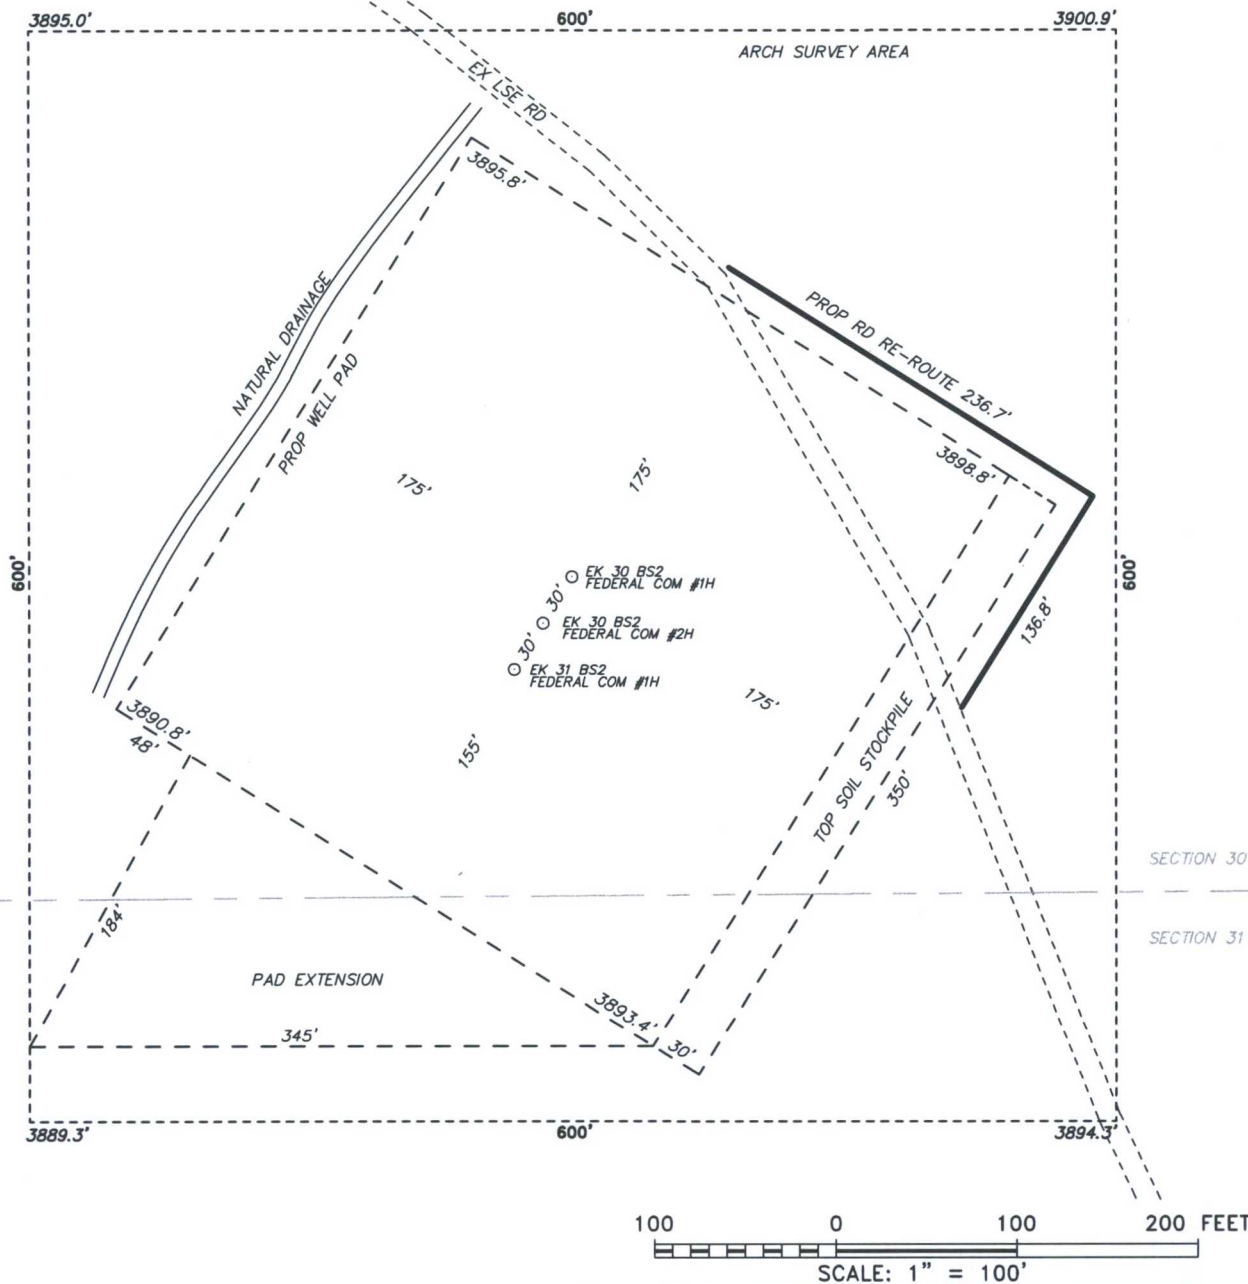 3895.0'
600'
3900.9'
ARCH SURVEY AREA
EX LSE RD
3895.8'
NATURAL DRAINAGE
PROP WELL PAD
PROP RD RE-ROUTE 236.7'
3898.8'
175'
175'
600'
600'
EK 30 BS2
FEDERAL COM #1H
30'
EK 30 BS2
FEDERAL COM #2H
30'
EK 31 BS2
FEDERAL COM #1H
136.8'
175'
3890.8'
48'
155'
TOP SOIL STOCKPILE
350'
SECTION 30
184'
SECTION 31
PAD EXTENSION
3893.4'
345'
30'
3889.3'
600'
3894.3'
100 0 100 200 FEET
SCALE: 1" = 100'